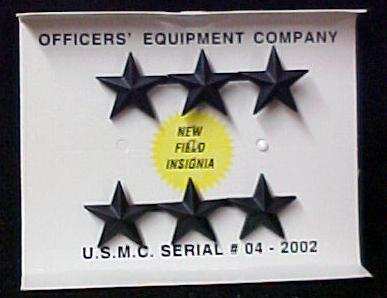 OFFICERS' EQUIPMENT COMPANY
NEW
FIELD
INSIGNIA
U.S.M.C. SERIAL # 04 - 2002